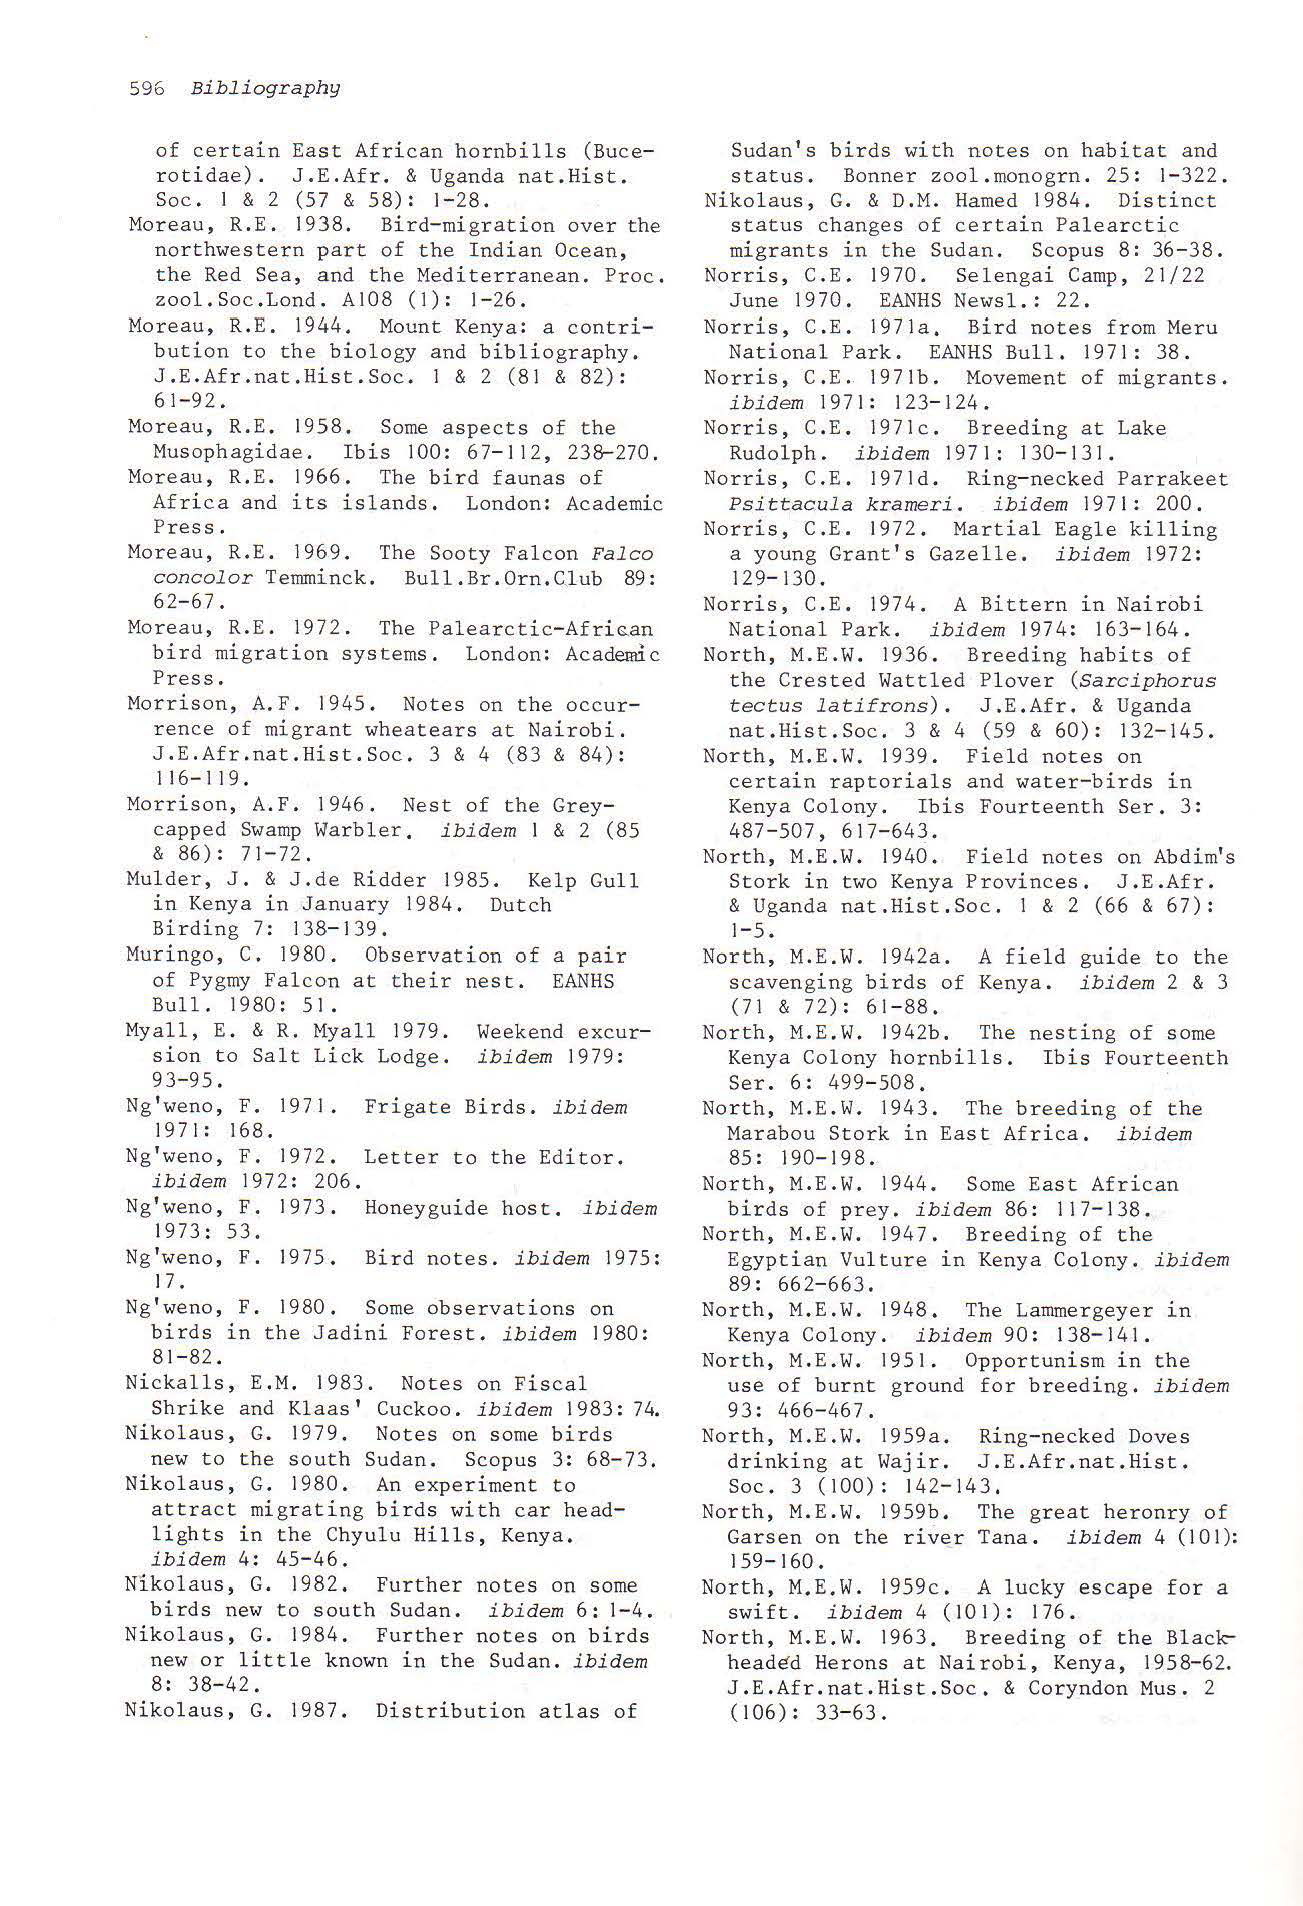 596 Bibliography
of certain East African hornbills (Buce-
rotidae). J.E.Afr. & Uganda nat.Hist.
Soc. 1 & 2 (57 & 58): 1-28.
Moreau, R.E. 1938. Bird-migration over the
northwestern part of the Indian Ocean,
the Red Sea, and the Mediterranean. Proc.
zool.Soc.Lond. A108 (1): 1-26.
Moreau, R.E. 1944. Mount Kenya: a contri-
bution to the biology and bibliography.
J.E.Afr.nat.Hist.Soc. 1 & 2 (81 & 82):
61-92.
Moreau, R.E. 1958. Some aspects of the
Musophagidae. Ibis 100: 67-112, 238-270.
Moreau, R.E. 1966. The bird faunas of
Africa and its islands. London: Academic
Press.
Moreau, R.E. 1969. The Sooty Falcon Falco
concolor Temminck. Bull.Br.Orn.Club 89:
62-67.
Moreau, R.E. 1972. The Palearctic-African
bird migration systems. London: Academic
Press.
Morrison, A.F. 1945. Notes on the occur-
rence of migrant wheatears at Nairobi.
J.E.Afr.nat.Hist.Soc. 3 & 4 (83 & 84):
116-119.
Morrison, A.F. 1946. Nest of the Grey-
capped Swamp Warbler. ibidem 1 & 2 (85
& 86): 71-72.
Mulder, J. & J.de Ridder 1985. Kelp Gull
in Kenya in January 1984. Dutch
Birding 7: 138-139.
Muringo, C. 1980. Observation of a pair
of Pygmy Falcon at their nest. EANHS
Bull. 1980: 51.
Myall, E. & R. Myall 1979. Weekend excur-
sion to Salt Lick Lodge. ibidem 1979:
93-95.
Ng'weno, F. 1971. Frigate Birds. ibidem
1971: 168.
Ng'weno, F. 1972. Letter to the Editor.
ibidem 1972: 206.
Ng'weno, F. 1973. Honeyguide host. ibidem
1973: 53.
Ng'weno, F. 1975. Bird notes. ibidem 1975:
17.
Ng'weno, F. 1980. Some observations on
birds in the Jadini Forest. ibidem 1980:
81-82.
Nickalls, E.M. 1983. Notes on Fiscal
Shrike and Klaas' Cuckoo. ibidem 1983: 74.
Nikolaus, G. 1979. Notes on some birds
new to the south Sudan. Scopus 3: 68-73.
Nikolaus, G. 1980. An experiment to
attract migrating birds with car head-
lights in the Chyulu Hills, Kenya.
ibidem 4: 45-46.
Nikolaus, G. 1982. Further notes on some
birds new to south Sudan. ibidem 6: 1-4.
Nikolaus, G. 1984. Further notes on birds
new or little known in the Sudan. ibidem
8: 38-42.
Nikolaus, G. 1987. Distribution atlas of
Sudan's birds with notes on habitat and
status. Bonner zool.monogrn. 25: 1-322.
Nikolaus, G. & D.M. Hamed 1984. Distinct
status changes of certain Palearctic
migrants in the Sudan. Scopus 8: 36-38.
Norris, C.E. 1970. Selengai Camp, 21/22
June 1970. EANHS Newsl.: 22.
Norris, C.E. 1971a. Bird notes from Meru
National Park. EANHS Bull. 1971: 38.
Norris, C.E. 1971b. Movement of migrants.
ibidem 1971: 123-124.
Norris, C.E. 1971c. Breeding at Lake
Rudolph. ibidem 1971: 130-131.
Norris, C.E. 1971d. Ring-necked Parrakeet
Psittacula krameri. ibidem 1971: 200.
Norris, C.E. 1972. Martial Eagle killing
a young Grant's Gazelle. ibidem 1972:
129-130.
Norris, C.E. 1974. A Bittern in Nairobi
National Park. ibidem 1974: 163-164.
North, M.E.W. 1936. Breeding habits of
the Crested Wattled Plover (Sarciphorus
tectus latifrons). J.E.Afr. & Uganda
nat.Hist.Soc. 3 & 4 (59 & 60): 132-145.
North, M.E.W. 1939. Field notes on
certain raptorials and water-birds in
Kenya Colony. Ibis Fourteenth Ser. 3:
487-507, 617-643.
North, M.E.W. 1940. Field notes on Abdim's
Stork in two Kenya Provinces. J.E.Afr.
& Uganda nat.Hist.Soc. 1 & 2 (66 & 67):
1-5.
North, M.E.W. 1942a. A field guide to the
scavenging birds of Kenya. ibidem 2 & 3
(71 & 72): 61-88.
North, M.E.W. 1942b. The nesting of some
Kenya Colony hornbills. Ibis Fourteenth
Ser. 6: 499-508.
North, M.E.W. 1943. The breeding of the
Marabou Stork in East Africa. ibidem
85: 190-198.
North, M.E.W. 1944. Some East African
birds of prey. ibidem 86: 117-138.
North, M.E.W. 1947. Breeding of the
Egyptian Vulture in Kenya Colony. ibidem
89: 662-663.
North, M.E.W. 1948. The Lammergeyer in
Kenya Colony. ibidem 90: 138-141.
North, M.E.W. 1951. Opportunism in the
use of burnt ground for breeding. ibidem
93: 466-467.
North, M.E.W. 1959a. Ring-necked Doves
drinking at Wajir. J.E.Afr.nat.Hist.
Soc. 3 (100): 142-143.
North, M.E.W. 1959b. The great heronry of
Garsen on the river Tana. ibidem 4 (101):
159-160.
North, M.E.W. 1959c. A lucky escape for a
swift. ibidem 4 (101): 176.
North, M.E.W. 1963. Breeding of the Black-
headed Herons at Nairobi, Kenya, 1958-62.
J.E.Afr.nat.Hist.Soc. & Coryndon Mus. 2
(106): 33-63.